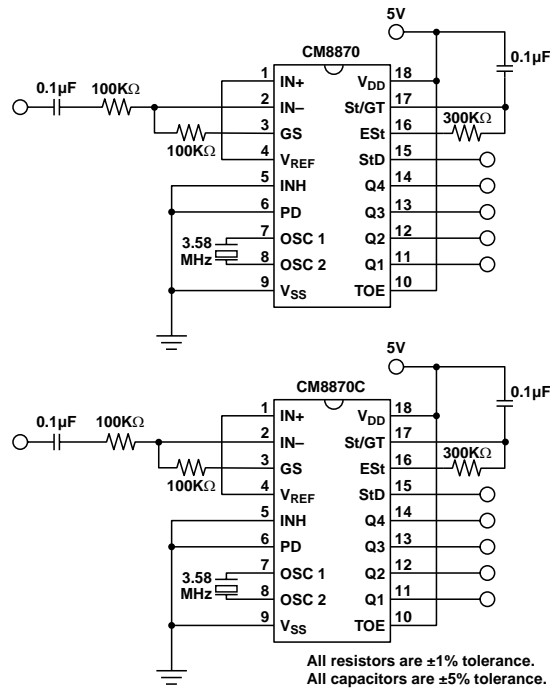 5V
CM8870
0.1µF
0.1µF 100KΩ
1 IN+ VDD 18
2 IN– St/GT 17
3 GS ESt 16 300KΩ
100KΩ
4 VREF StD 15
5 INH Q4 14
6 PD Q3 13
3.58 MHz
7 OSC 1 Q2 12
8 OSC 2 Q1 11
9 VSS TOE 10
5V
CM8870C
0.1µF
0.1µF 100KΩ
1 IN+ VDD 18
2 IN– St/GT 17
3 GS ESt 16 300KΩ
100KΩ
4 VREF StD 15
5 INH Q4 14
6 PD Q3 13
3.58 MHz
7 OSC 1 Q2 12
8 OSC 2 Q1 11
9 VSS TOE 10
All resistors are ±1% tolerance.
All capacitors are ±5% tolerance.